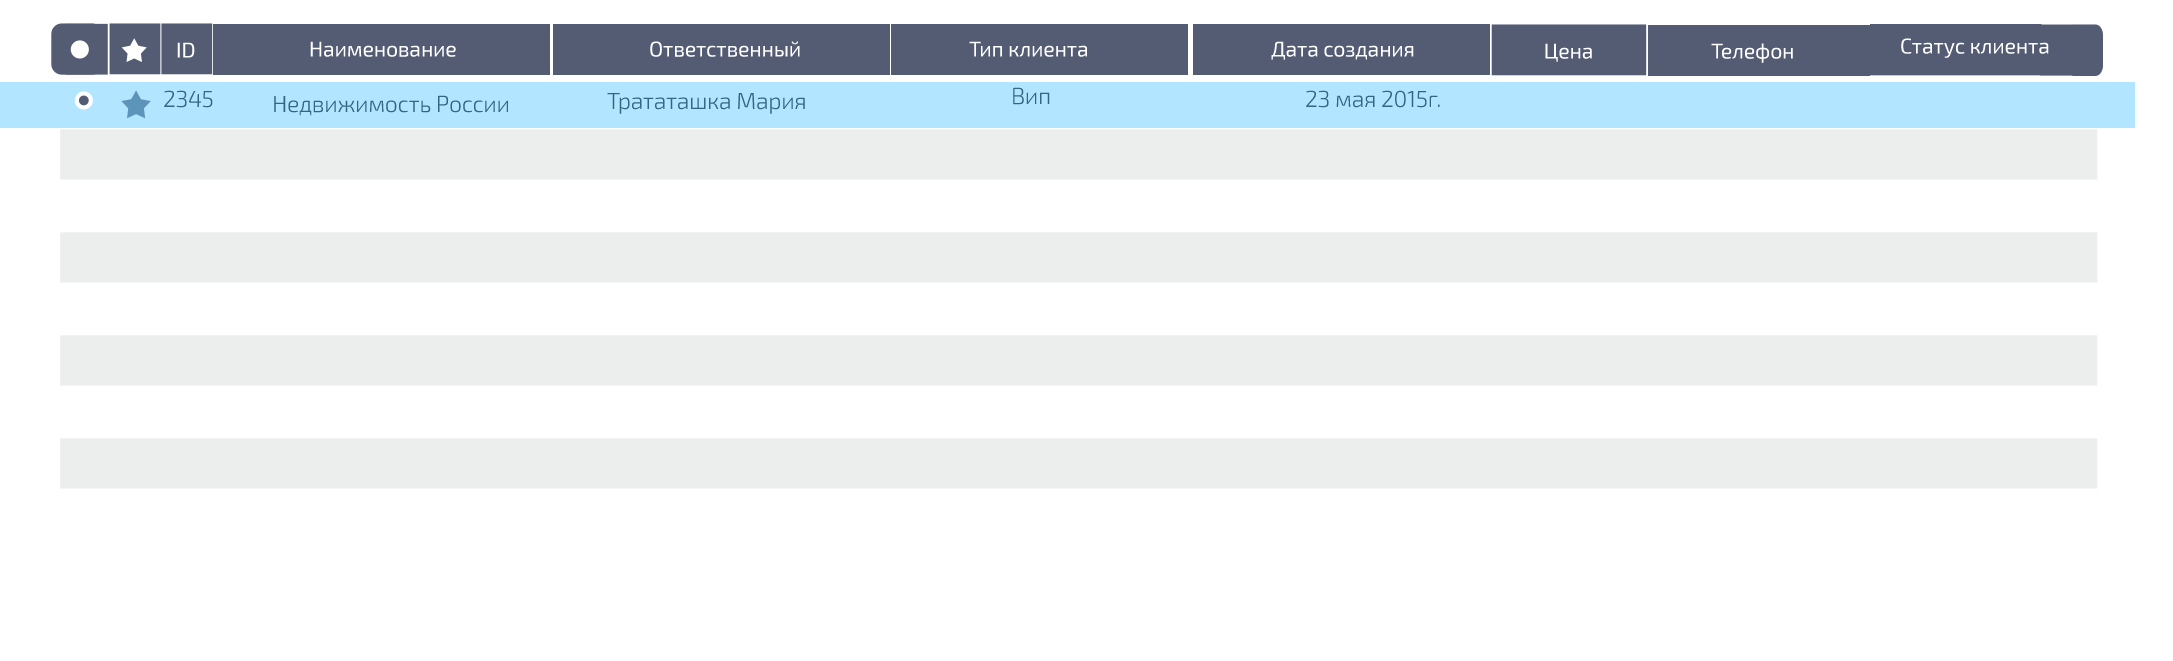 ID Наименование Ответственный Тип клиента Дата создания Цена Телефон Статус клиента
2345 Недвижимость России Трататашка Мария Вип 23 мая 2015г.